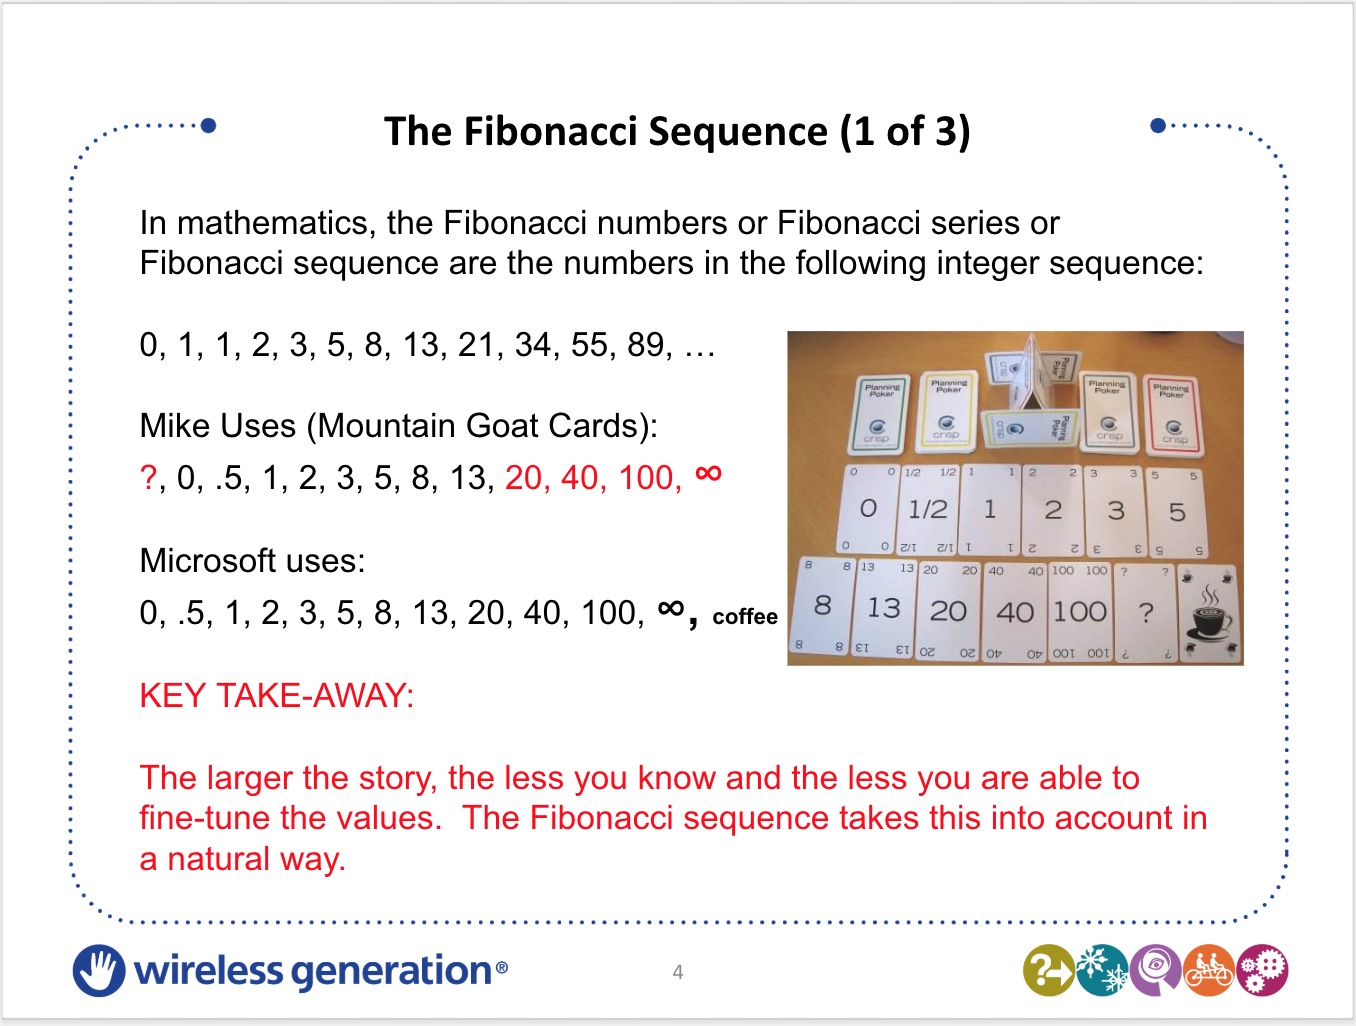 The Fibonacci Sequence (1 of 3)
In mathematics, the Fibonacci numbers or Fibonacci series or
Fibonacci sequence are the numbers in the following integer sequence:
0, 1, 1, 2, 3, 5, 8, 13, 21, 34, 55, 89, …
Mike Uses (Mountain Goat Cards):
?, 0, .5, 1, 2, 3, 5, 8, 13, 20, 40, 100, ∞
Microsoft uses:
0, .5, 1, 2, 3, 5, 8, 13, 20, 40, 100, ∞, coffee
Planning Poker crisp
Planning Poker crisp
Planning Poker
Planning Poker crisp
Planning Poker crisp
Planning Poker crisp
0 0 1/2 1/2 1 1 2 2 3 3 5 5
0 1/2 1 2 3 5
0 0 1/2 1/2 1 1 2 2 3 3 5 5
8 8 13 13 20 20 40 40 100 100 ? ?
8 13 20 40 100 ?
8 8 13 13 20 20 40 40 100 100 ? ?
KEY TAKE-AWAY:
The larger the story, the less you know and the less you are able to
fine-tune the values.  The Fibonacci sequence takes this into account in
a natural way.
wireless generation®
4
?